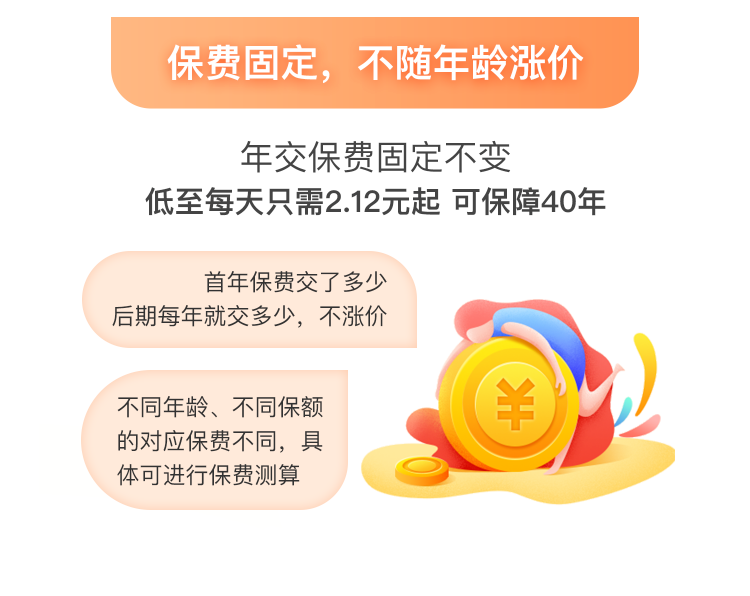 保费固定，不随年龄涨价
年交保费固定不变
低至每天只需2.12元起 可保障40年
首年保费交了多少
后期每年就交多少，不涨价
不同年龄、不同保额
的对应保费不同，具
体可进行保费测算
¥